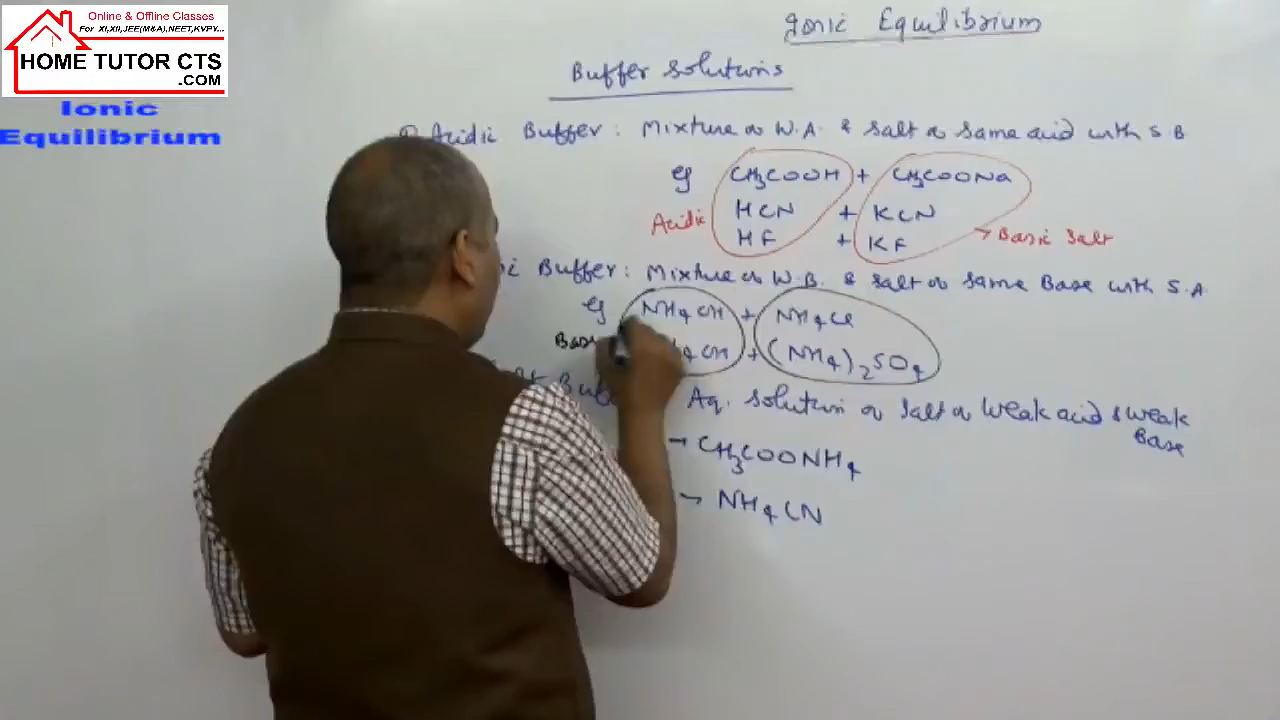 Online & Offline Classes
For XI,XII,JEE(M&A),NEET,KVPY...
HOME TUTOR CTS
.COM
Ionic
Equilibrium
Ionic Equilibrium
Buffer Solutions
Acidic Buffer: Mixture of W.A. & Salt of Same acid with S.B
eg CH3COOH + CH3COONa
Acidic HCN + KCN
HF + KF → Basic Salt
ic Buffer: Mixture of W.B. & Salt of Same Base with S.A.
eg NH4OH + NH4Cl
Bas 4OH + (NH4)2SO4
Aq. Solution of Salt of Weak acid & Weak
Base
→ CH3COONH4
→ NH4CN